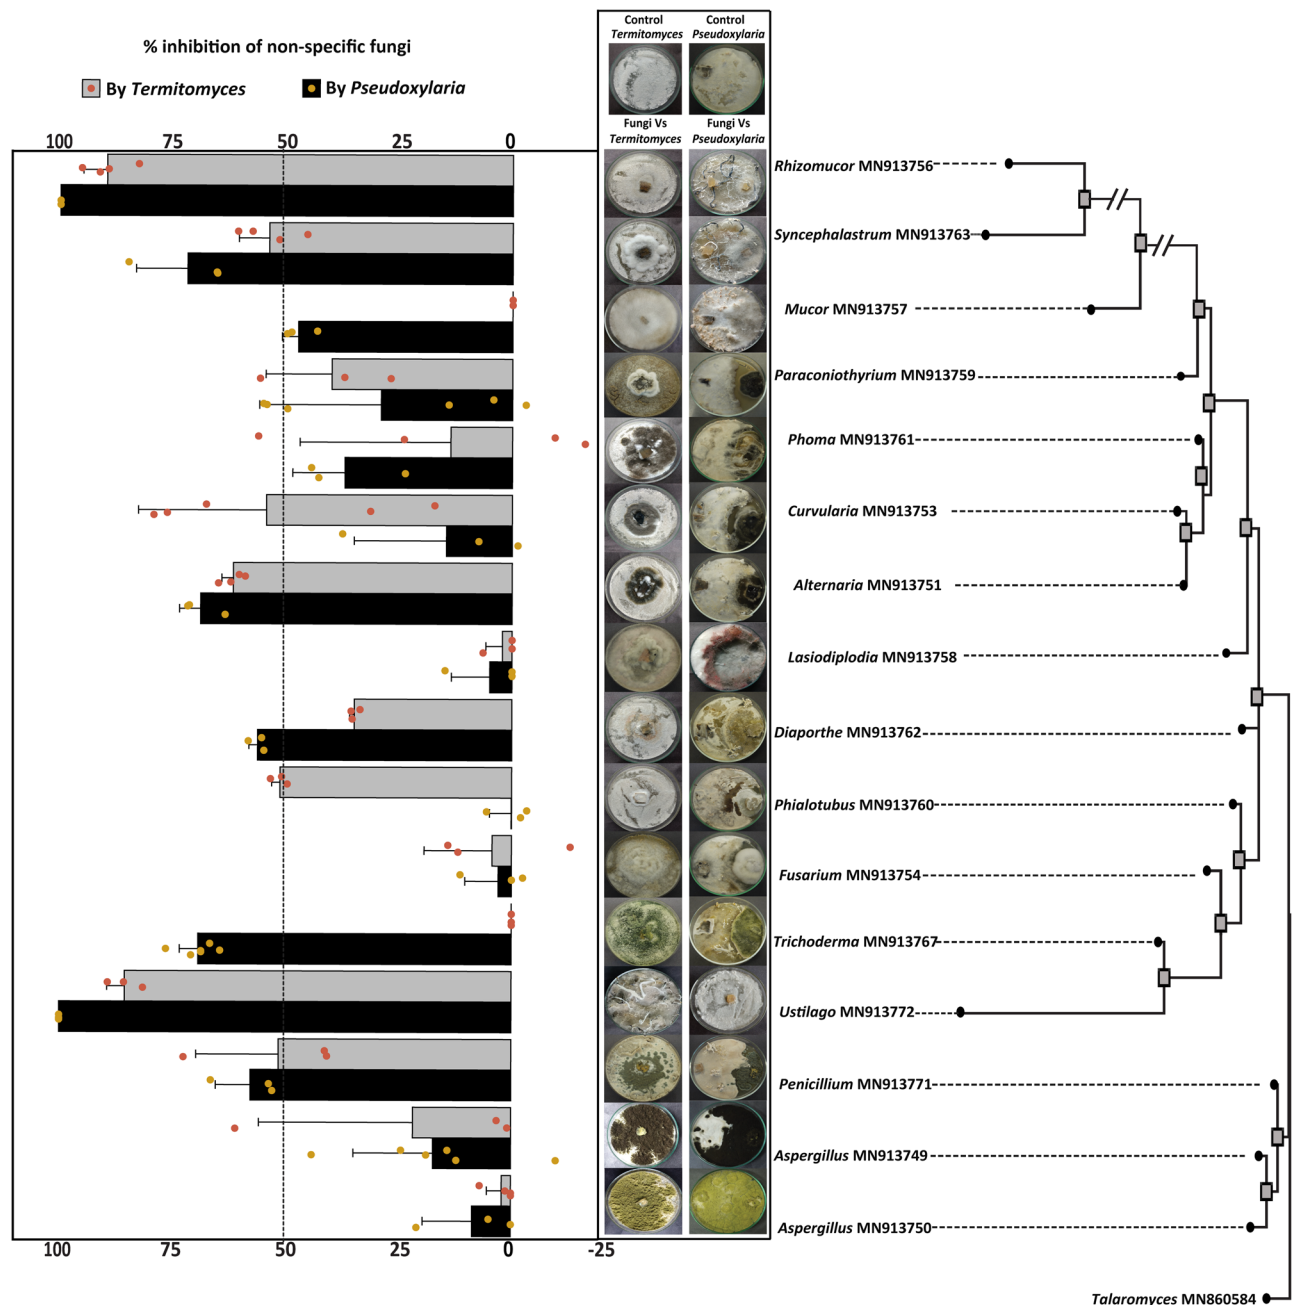 % inhibition of non-specific fungi
By Termitomyces
By Pseudoxylaria
100 75 50 25 0
Control
Termitomyces
Control
Pseudoxylaria
Fungi Vs
Termitomyces
Fungi Vs
Pseudoxylaria
Rhizomucor MN913756
Syncephalastrum MN913763
Mucor MN913757
Paraconiothyrium MN913759
Phoma MN913761
Curvularia MN913753
Alternaria MN913751
Lasiodiplodia MN913758
Diaporthe MN913762
Phialotubus MN913760
Fusarium MN913754
Trichoderma MN913767
Ustilago MN913772
Penicillium MN913771
Aspergillus MN913749
Aspergillus MN913750
Talaromyces MN860584
100 75 50 25 0 -25